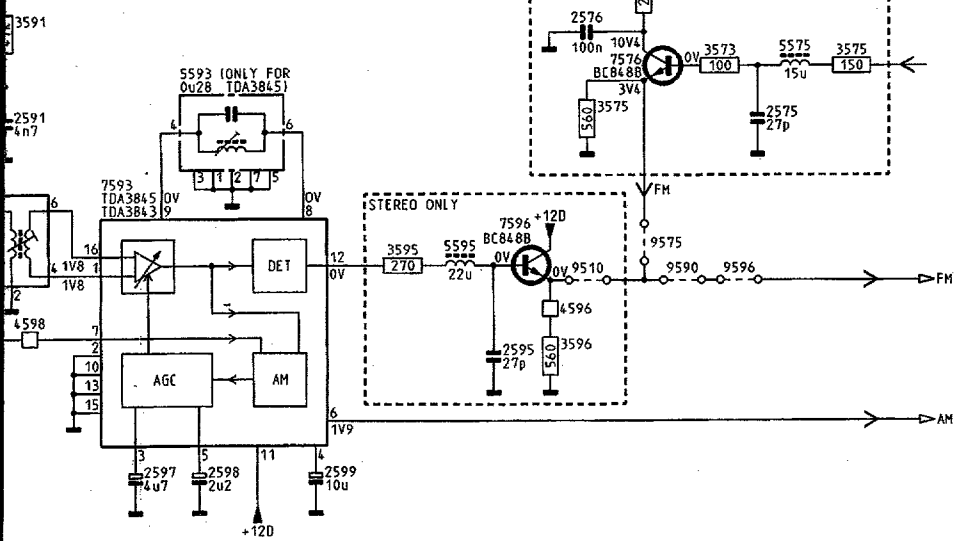 3591
2576
100n
10V4
7576
BC848B
3V4
0V
3573
100
5575
15u
3575
150
5593 (ONLY FOR
0u28 TDA3845)
2591
4n7
560
3575
2575
27p
4
6
3 1 2 7 5
7593
TDA3845
TDA3843
0V
9
0V
8
FM
6
STEREO ONLY
7596
BC848B
+12D
9575
16
1V8
1
1V8
4
2
DET
12
0V
3595
270
5595
22u
0V
0V
9510
9590
9596
FM
4598
7
2
10
13
15
AGC
AM
4596
2595
27p
560
3596
6
1V9
AM
3
5
11
4
2597
4u7
2598
2u2
2599
10u
+12D